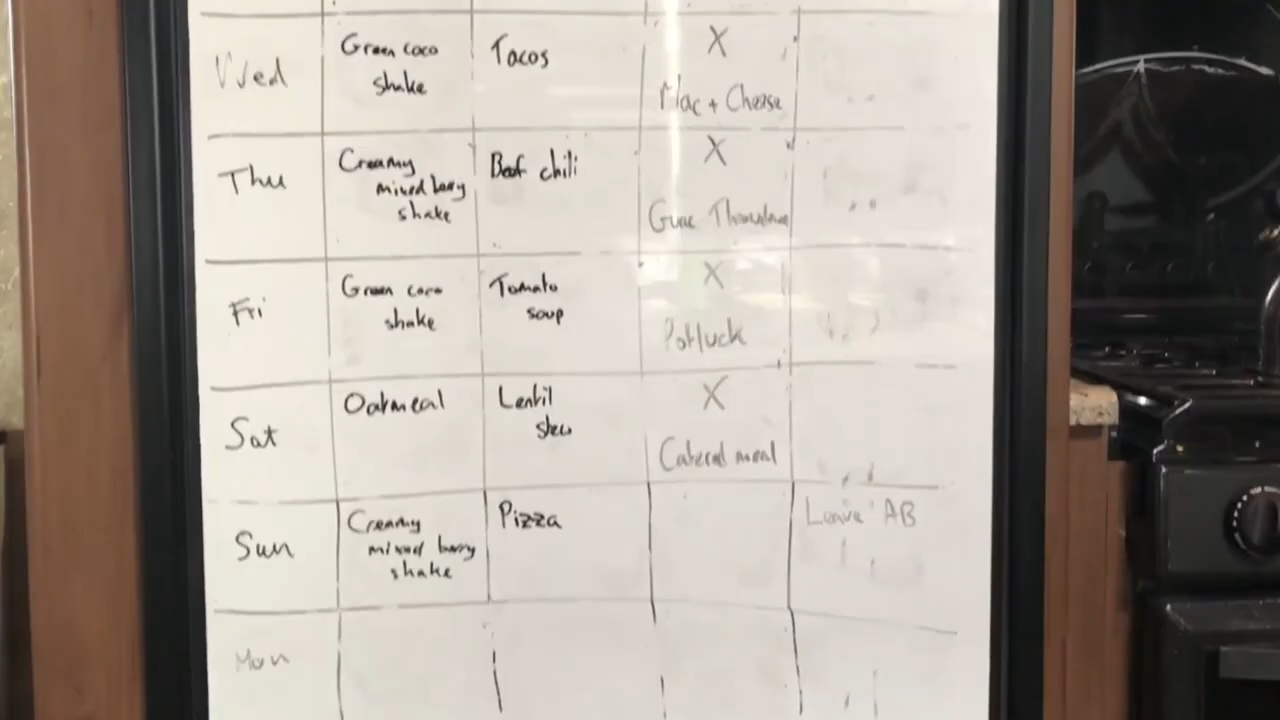 Wed
Green coco
shake
Tacos
X
Mac + Cheese
Thu
Creamy
mixed berry
shake
Beef chili
X
Fri
Green coco
shake
Tomato
soup
X
Potluck
Sat
Oatmeal
Lentil
stew
X
Catered meal
Sun
Creamy
mixed berry
shake
Pizza
Leave AB
Mon